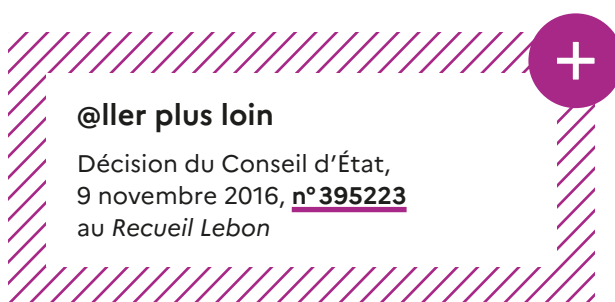 +
@ller plus loin
Décision du Conseil d’État,
9 novembre 2016, n° 395223
au Recueil Lebon